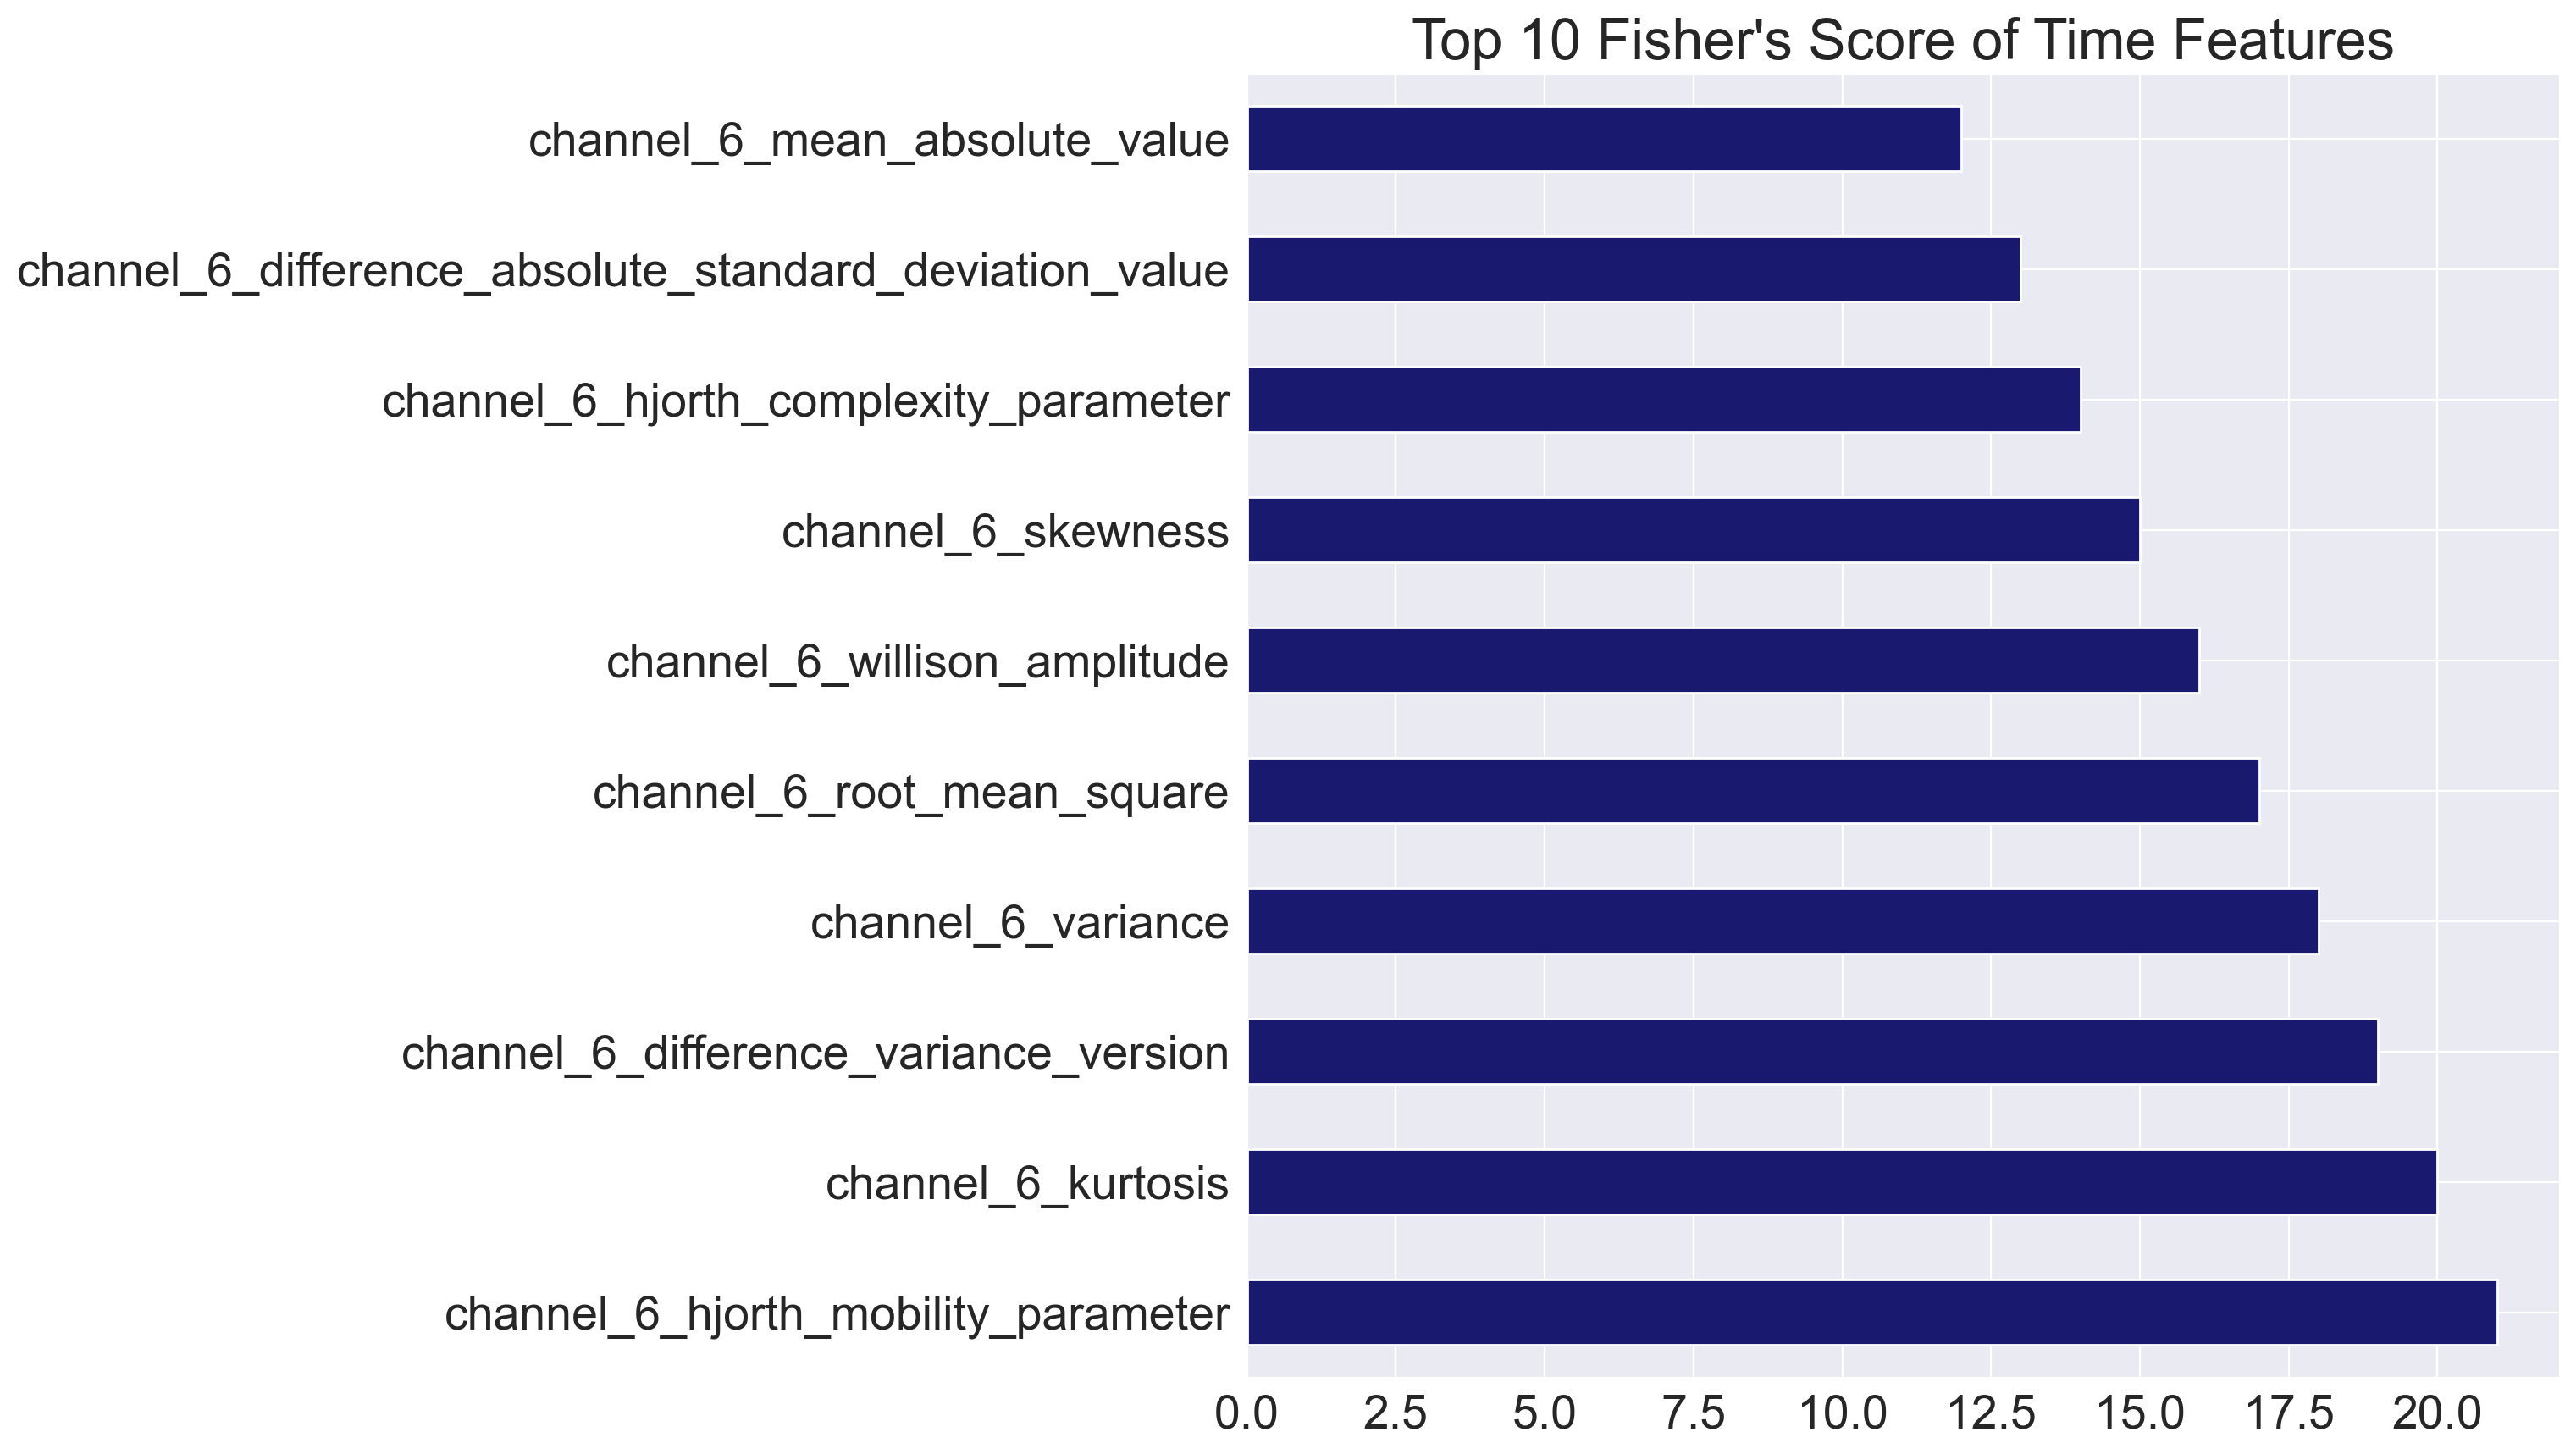 Top 10 Fisher's Score of Time Features
channel_6_mean_absolute_value
channel_6_difference_absolute_standard_deviation_value
channel_6_hjorth_complexity_parameter
channel_6_skewness
channel_6_willison_amplitude
channel_6_root_mean_square
channel_6_variance
channel_6_difference_variance_version
channel_6_kurtosis
channel_6_hjorth_mobility_parameter
0.0 2.5 5.0 7.5 10.0 12.5 15.0 17.5 20.0